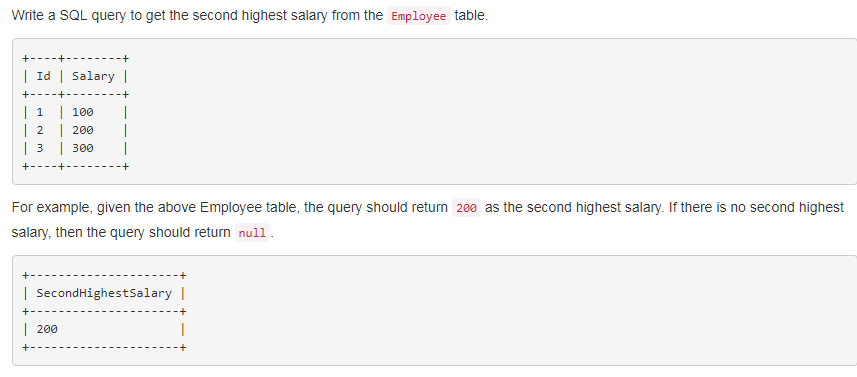 Write a SQL query to get the second highest salary from the Employee table.
+----+--------+
| Id | Salary |
+----+--------+
| 1  | 100    |
| 2  | 200    |
| 3  | 300    |
+----+--------+
For example, given the above Employee table, the query should return 200 as the second highest salary. If there is no second highest
salary, then the query should return null.
+---------------------+
| SecondHighestSalary |
+---------------------+
| 200                 |
+---------------------+